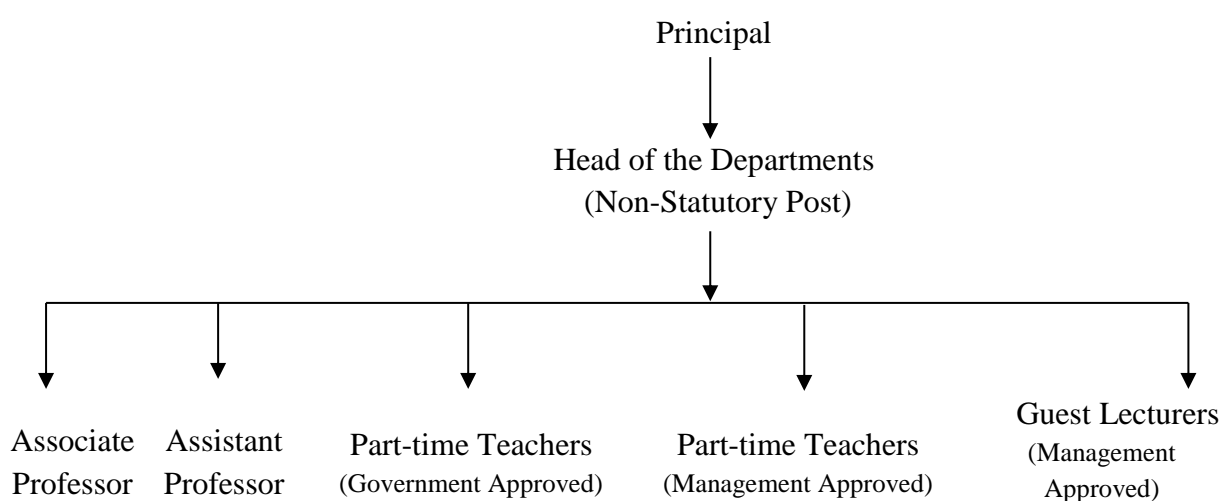 Principal
Head of the Departments
(Non-Statutory Post)
Associate
Professor
Assistant
Professor
Part-time Teachers
(Government Approved)
Part-time Teachers
(Management Approved)
Guest Lecturers
(Management
Approved)